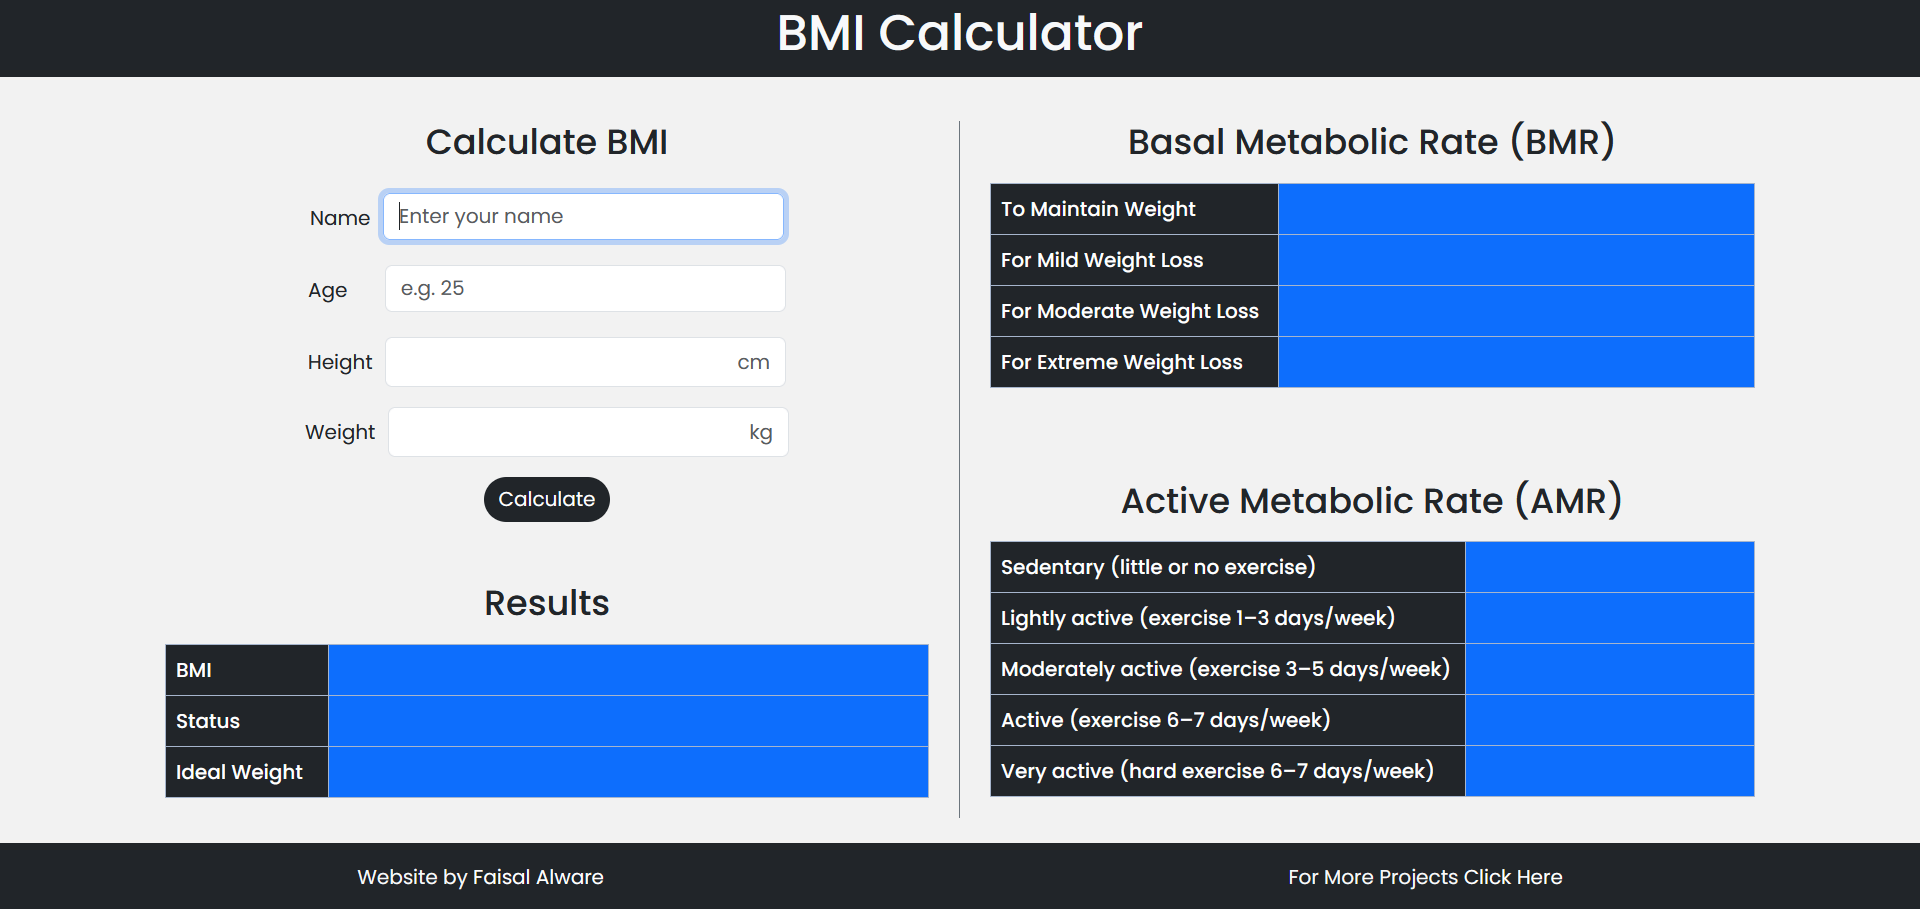 BMI Calculator
Calculate BMI
Name
Enter your name
Age
e.g. 25
Height
cm
Weight
kg
Calculate
Results
BMI
Status
Ideal Weight
Basal Metabolic Rate (BMR)
To Maintain Weight
For Mild Weight Loss
For Moderate Weight Loss
For Extreme Weight Loss
Active Metabolic Rate (AMR)
Sedentary (little or no exercise)
Lightly active (exercise 1–3 days/week)
Moderately active (exercise 3–5 days/week)
Active (exercise 6–7 days/week)
Very active (hard exercise 6–7 days/week)
Website by Faisal Alware
For More Projects Click Here